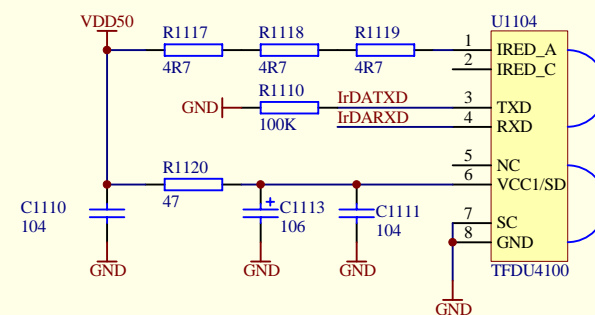 VDD50
R1117
R1118
R1119
U1104
1
IRED_A
4R7
4R7
4R7
2
IRED_C
R1110
GND
IrDATXD
3
TXD
100K
IrDARXD
4
RXD
5
NC
R1120
6
VCC1/SD
47
+
C1110
104
C1113
106
C1111
104
7
SC
8
GND
GND
GND
GND
TFDU4100
GND